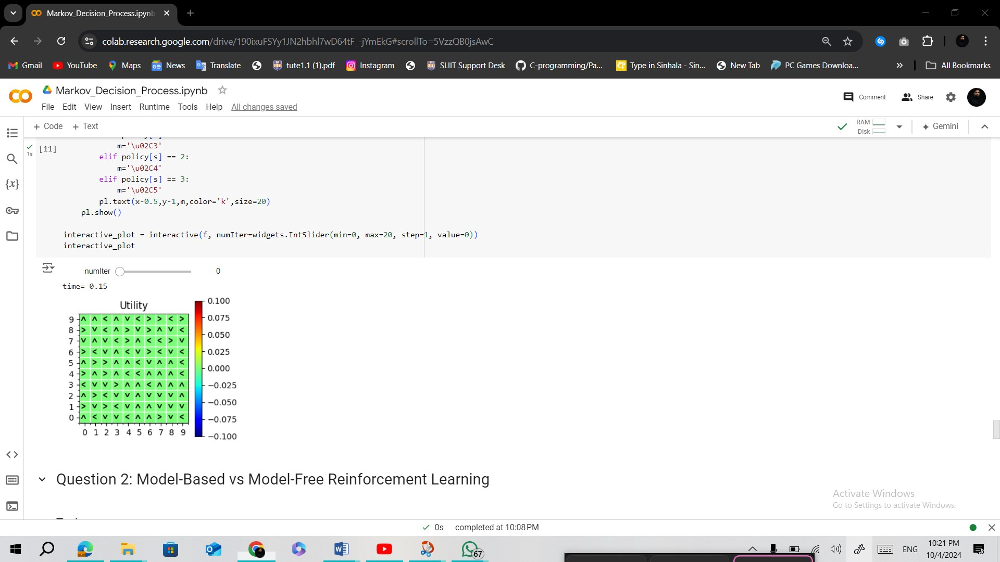 Markov_Decision_Process.ipynb
colab.research.google.com/drive/190ixuFSYy1JN2hbhl7wD64tF_-jYmEkG#scrollTo=5VzzQB0jsAwC
Gmail YouTube Maps News Translate tute1.1 (1).pdf Instagram SLIIT Support Desk C-programming/Pa... Type in Sinhala - Sin... New Tab PC Games Downloa... » All Bookmarks
Markov_Decision_Process.ipynb
Comment Share
File Edit View Insert Runtime Tools Help All changes saved
+ Code + Text
RAM
Disk
Gemini
[11]
1s
m='\u02C3'
elif policy[s] == 2:
m='\u02C4'
elif policy[s] == 3:
m='\u02C5'
pl.text(x-0.5,y-1,m,color='k',size=20)
pl.show()
interactive_plot = interactive(f, numIter=widgets.IntSlider(min=0, max=20, step=1, value=0))
interactive_plot
numIter 0
time= 0.15
Utility
9 ^ ^ < ^ v < > > < >
8 > v < ^ > v > ^ v <
7 v ^ v < > ^ < < > v
6 > < v ^ < v > < v <
5 ^ > > ^ ^ < v ^ ^ <
4 > ^ > ^ < < ^ ^ ^ <
3 < v v > ^ ^ < ^ ^ ^
2 ^ > < v v ^ v v v ^
1 > v > < v ^ ^ v v v
0 ^ < v v < ^ ^ > v <
0 1 2 3 4 5 6 7 8 9
0.100
0.075
0.050
0.025
0.000
−0.025
−0.050
−0.075
−0.100
Question 2: Model-Based vs Model-Free Reinforcement Learning
Activate Windows
Go to Settings to activate Windows.
0s completed at 10:08 PM
67
ENG
10:21 PM
10/4/2024